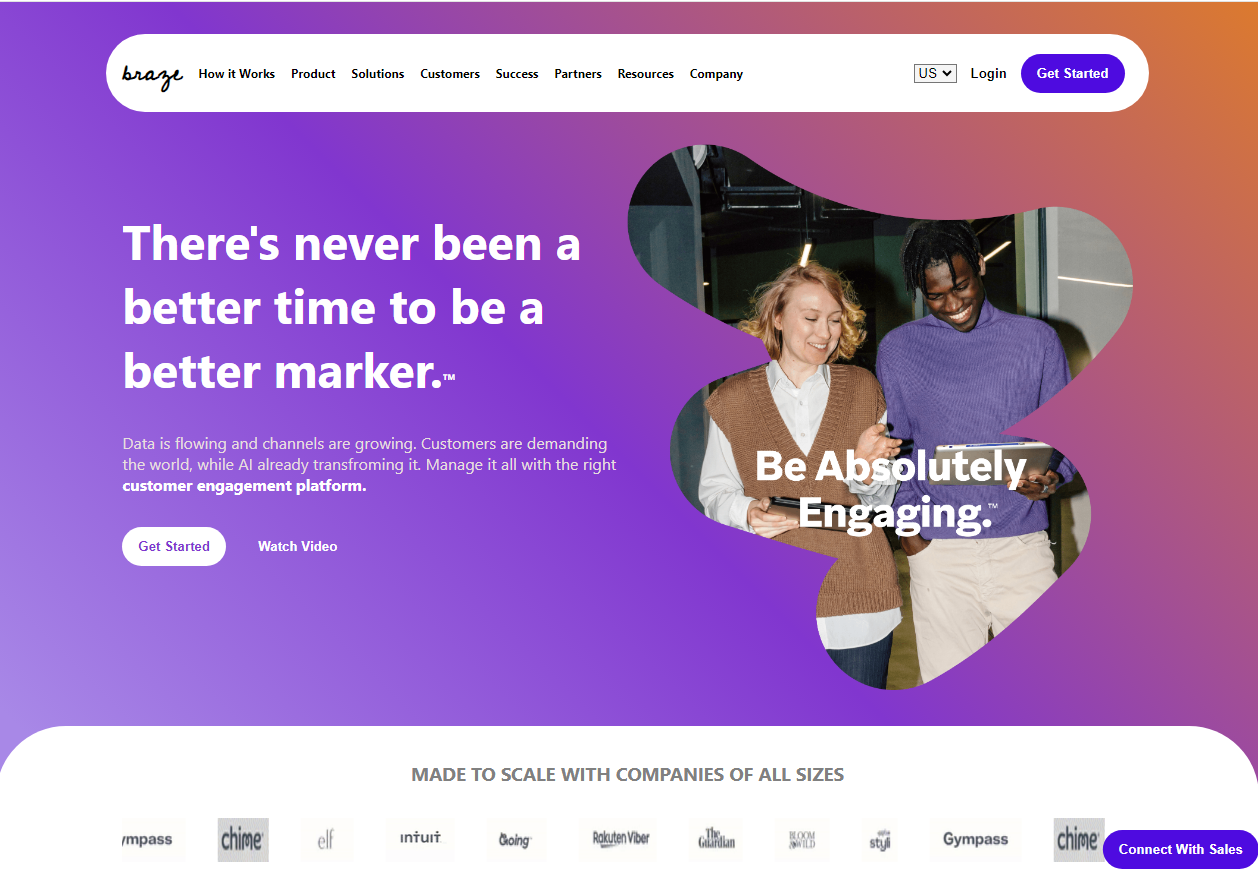 braze How it Works Product Solutions Customers Success Partners Resources Company US Login Get Started
There's never been a
better time to be a
better marker.™
Data is flowing and channels are growing. Customers are demanding
the world, while AI already transfroming it. Manage it all with the right
customer engagement platform.
Get Started Watch Video
Be Absolutely
Engaging.™
MADE TO SCALE WITH COMPANIES OF ALL SIZES
ympass chime elf intuit Going Rakuten Viber The Guardian BLOOM & WILD styli Gympass chime
Connect With Sales